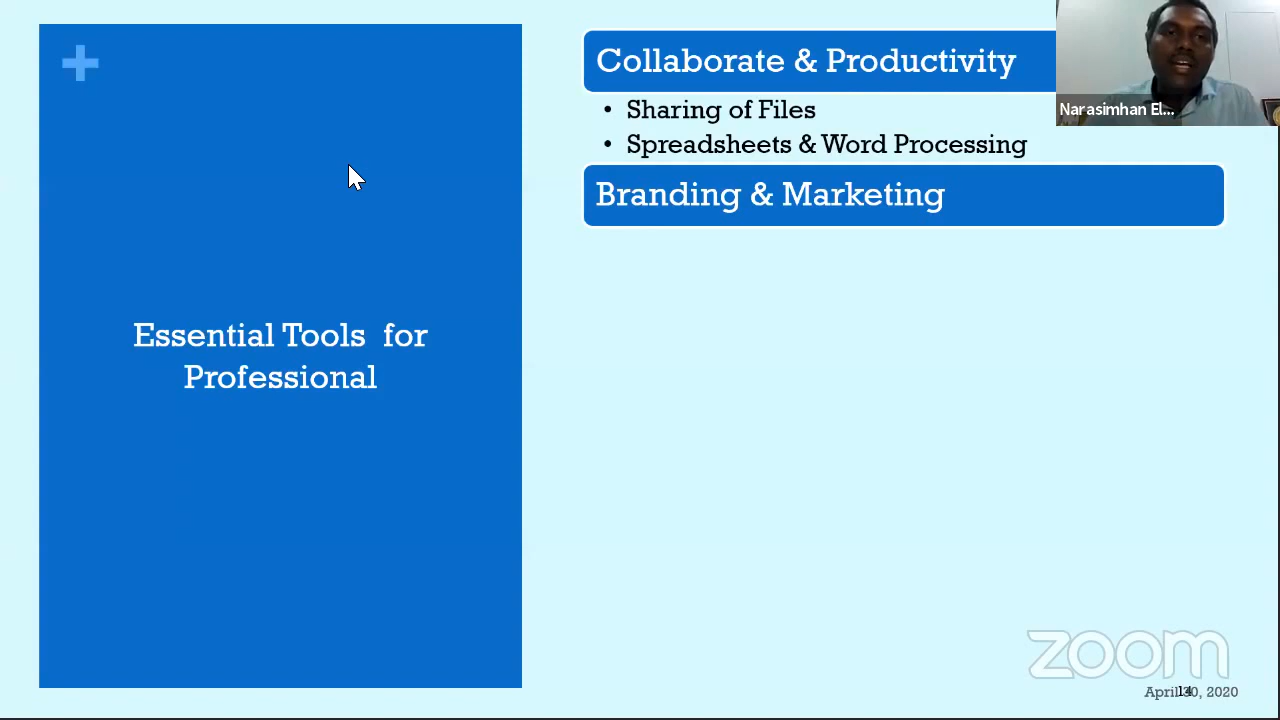 Collaborate & Productivity
• Sharing of Files
• Spreadsheets & Word Processing
Branding & Marketing
Essential Tools for
Professional
Narasimhan El...
zoom
April 30, 2020
14